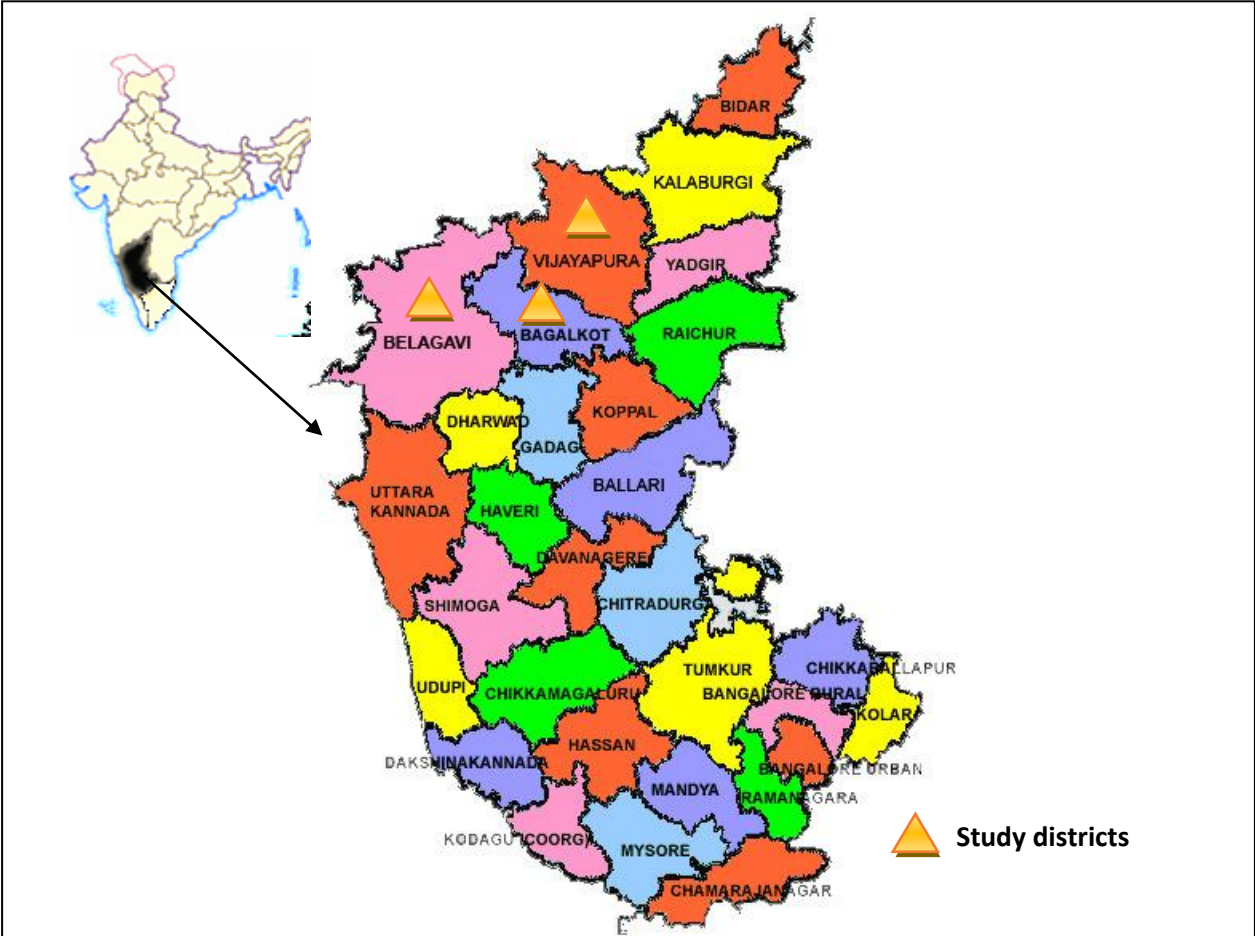 BIDAR
KALABURGI
VIJAYAPURA
YADGIR
BELAGAVI
BAGALKOT
RAICHUR
DHARWAD
GADAG
KOPPAL
UTTARA
KANNADA
HAVERI
BALLARI
DAVANAGERE
SHIMOGA
CHITRADURGA
TUMKUR
CHIKKABALLAPUR
UDUPI
CHIKKAMAGALURU
BANGALORE RURAL
KOLAR
HASSAN
DAKSHINAKANNADA
BANGALORE URBAN
MANDYA
RAMANAGARA
KODAGU (COORG)
MYSORE
Study districts
CHAMARAJANAGAR